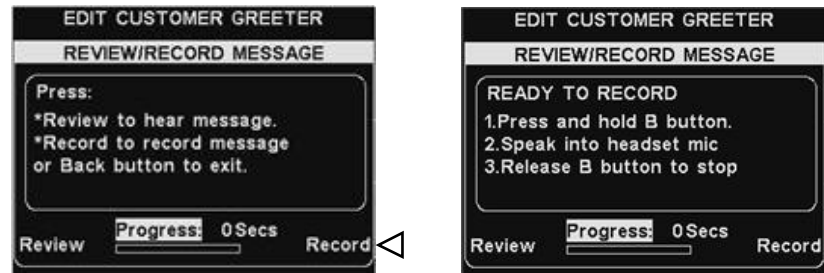 EDIT CUSTOMER GREETER
REVIEW/RECORD MESSAGE
Press:
*Review to hear message.
*Record to record message
or Back button to exit.
Progress: 0Secs
Review
Record
EDIT CUSTOMER GREETER
REVIEW/RECORD MESSAGE
READY TO RECORD
1.Press and hold B button.
2.Speak into headset mic
3.Release B button to stop
Progress: 0Secs
Review
Record